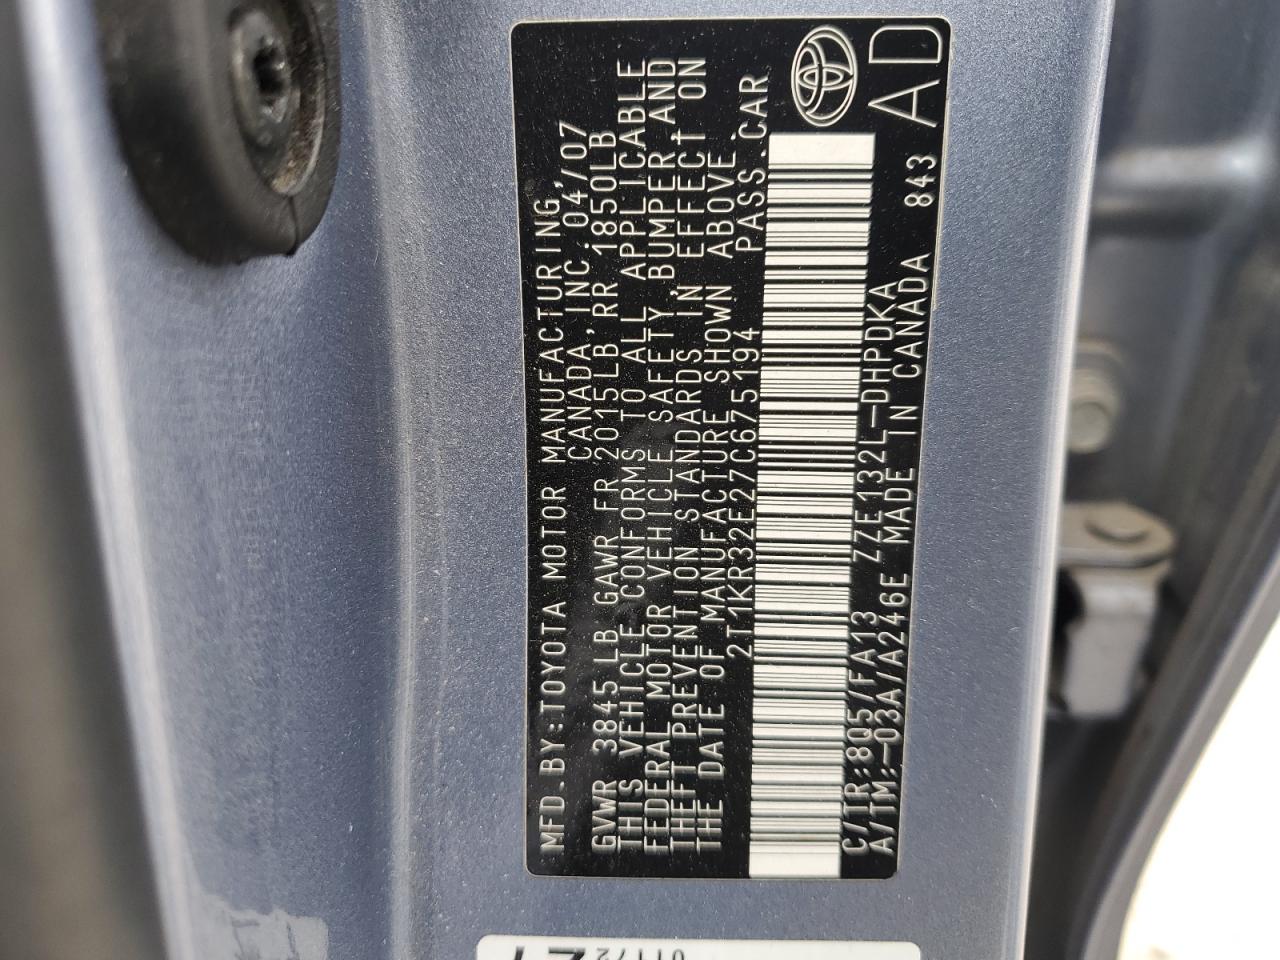 MFD.BY:TOYOTA MOTOR MANUFACTURING,
CANADA,INC. 04/07
GVWR 3845LB GAWR FR 2015LB,RR 1850LB
THIS VEHICLE CONFORMS TO ALL APPLICABLE
FEDERAL MOTOR VEHICLE SAFETY,BUMPER,AND
THEFT PREVENTION STANDARDS IN EFFECT ON
THE DATE OF MANUFACTURE SHOWN ABOVE.
2T1KR32E27C675194 PASS.CAR
C/TR:8Q5/FA13 ZZE132L-DHPDKA
A/TM:-03A/A246E MADE IN CANADA 843
AD
01172